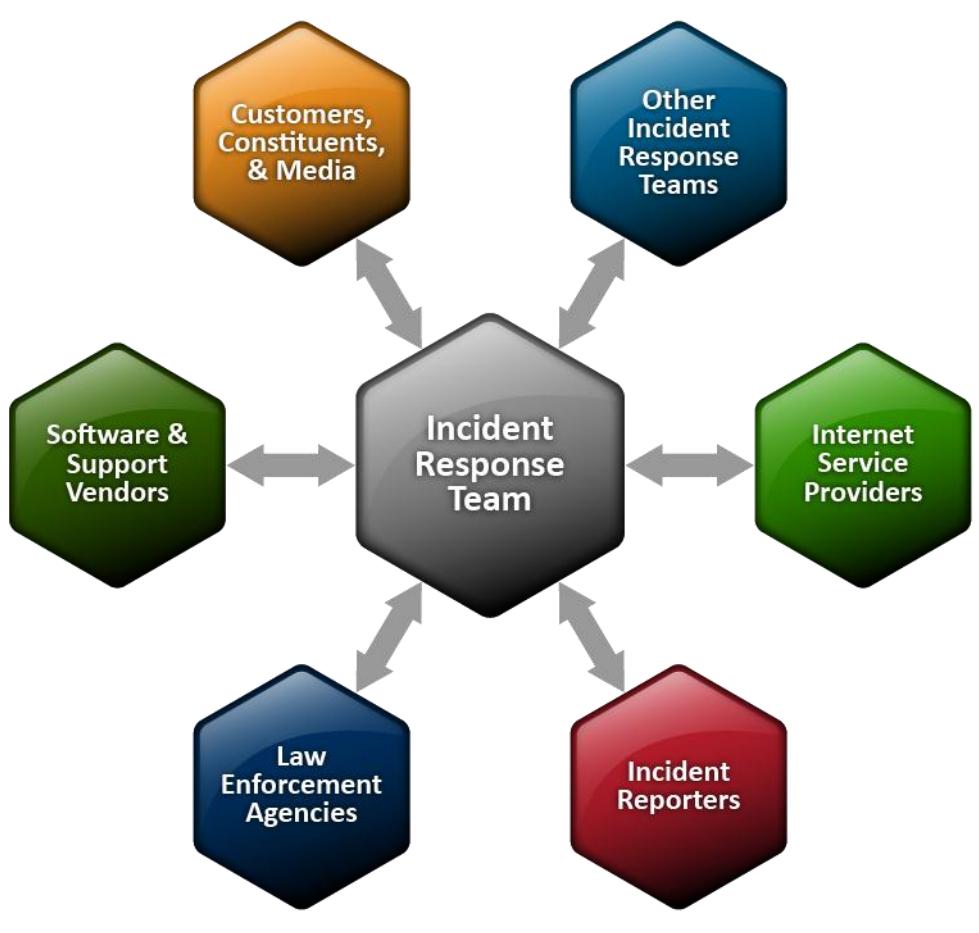 Customers,
Constituents,
& Media
Other
Incident
Response
Teams
Software &
Support
Vendors
Incident
Response
Team
Internet
Service
Providers
Law
Enforcement
Agencies
Incident
Reporters